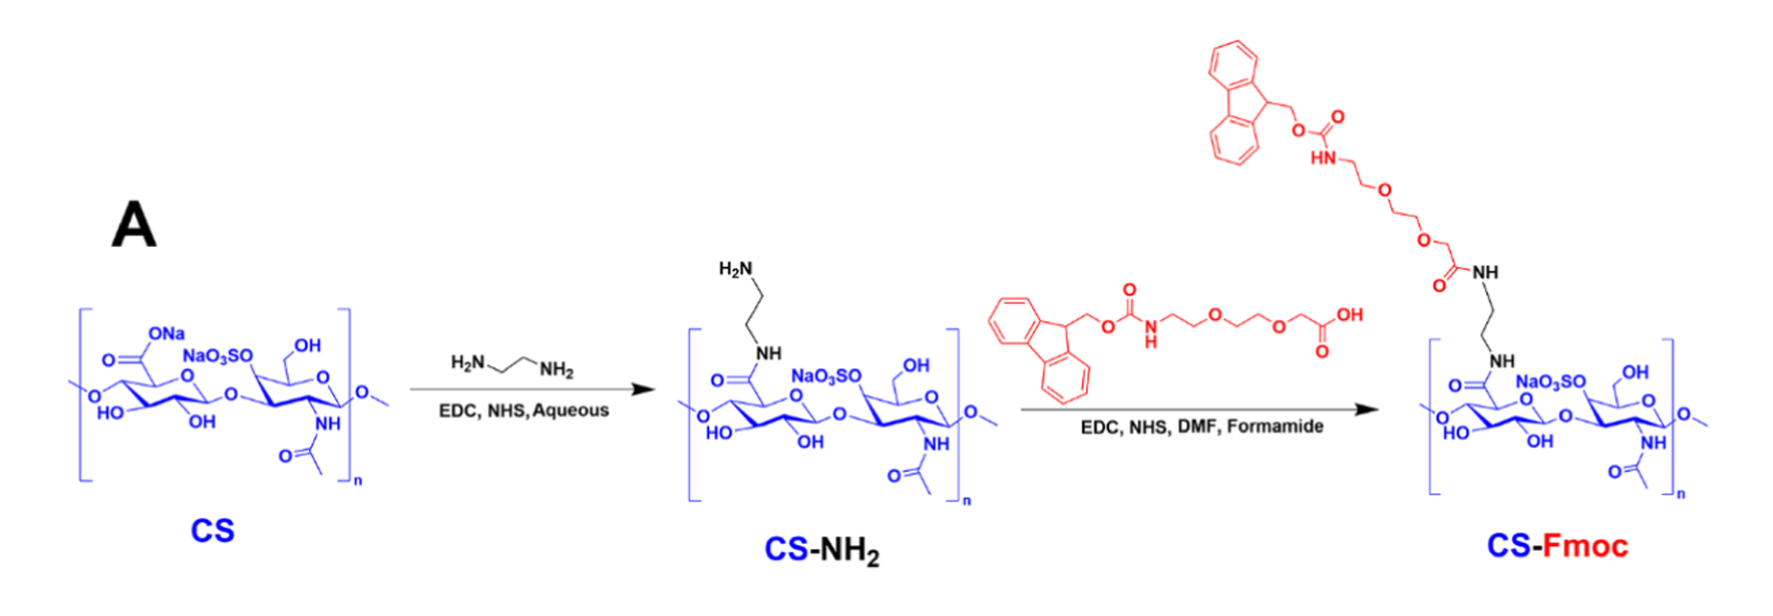 A
ONa
O
NaO₃SO
OH
O
O
O
O
O
HO
OH
NH
O
n
CS
H₂N
NH₂
EDC, NHS, Aqueous
H₂N
NH
O
NaO₃SO
OH
O
O
O
O
O
HO
OH
NH
O
n
CS-NH₂
O
O
N
H
O
O
OH
O
EDC, NHS, DMF, Formamide
O
O
HN
O
O
O
NH
NH
O
NaO₃SO
OH
O
O
O
O
O
HO
OH
NH
O
n
CS-Fmoc